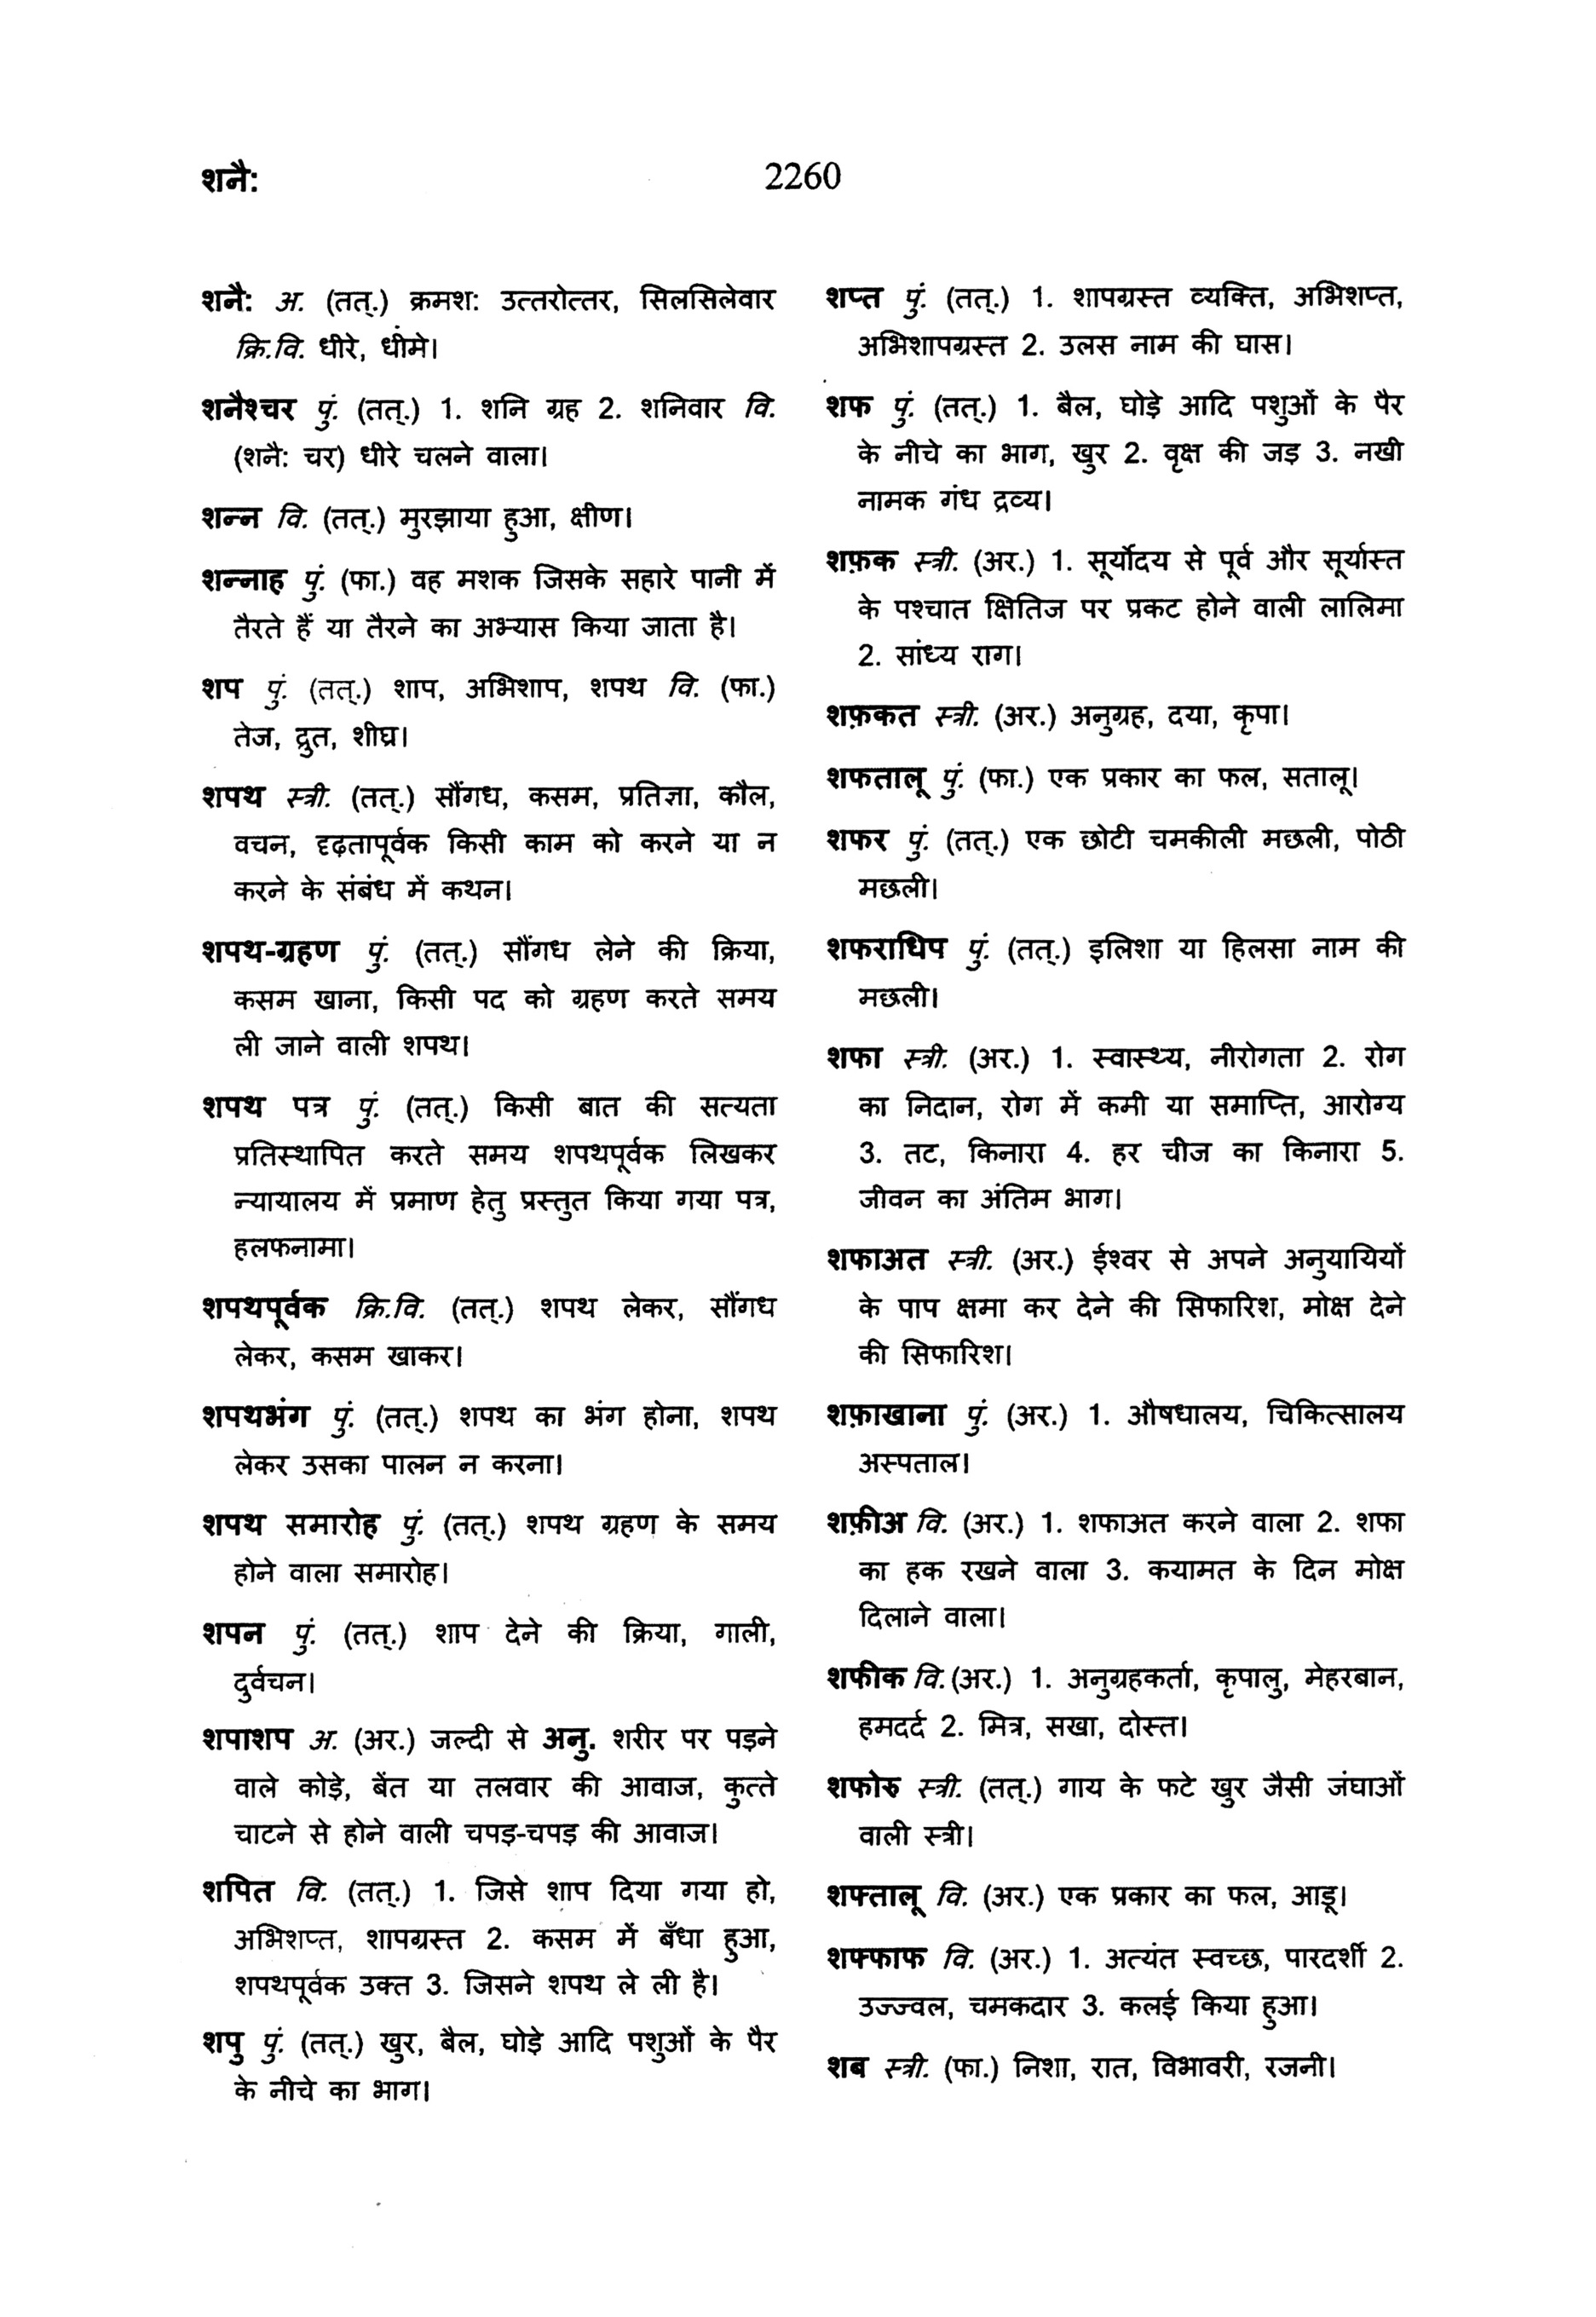 शनै:
2260
शनै: अ. (तत्.) क्रमश: उत्तरोत्तर, सिलसिलेवार
क्रि.वि. धीरे, धीमे।
शनैश्चर पुं. (तत्.) 1. शनि ग्रह 2. शनिवार वि.
(शनै: चर) धीरे चलने वाला।
शन्न वि. (तत्.) मुरझाया हुआ, क्षीण।
शन्नाह पुं. (फा.) वह मशक जिसके सहारे पानी में
तैरते हैं या तैरने का अभ्यास किया जाता है।
शप पुं. (तत्.) शाप, अभिशाप, शपथ वि. (फा.)
तेज, द्रुत, शीघ्र।
शपथ स्त्री. (तत्.) सौंगध, कसम, प्रतिज्ञा, कौल,
वचन, दृढ़तापूर्वक किसी काम को करने या न
करने के संबंध में कथन।
शपथ-ग्रहण पुं. (तत्.) सौंगध लेने की क्रिया,
कसम खाना, किसी पद को ग्रहण करते समय
ली जाने वाली शपथ।
शपथ पत्र पुं. (तत्.) किसी बात की सत्यता
प्रतिस्थापित करते समय शपथपूर्वक लिखकर
न्यायालय में प्रमाण हेतु प्रस्तुत किया गया पत्र,
हलफनामा।
शपथपूर्वक क्रि.वि. (तत्.) शपथ लेकर, सौंगध
लेकर, कसम खाकर।
शपथभंग पुं. (तत्.) शपथ का भंग होना, शपथ
लेकर उसका पालन न करना।
शपथ समारोह पुं. (तत्.) शपथ ग्रहण के समय
होने वाला समारोह।
शपन पुं. (तत्.) शाप देने की क्रिया, गाली,
दुर्वचन।
शपाशप अ. (अर.) जल्दी से अनु. शरीर पर पड़ने
वाले कोड़े, बेंत या तलवार की आवाज, कुत्ते
चाटने से होने वाली चपड़-चपड़ की आवाज।
शपित वि. (तत्.) 1. जिसे शाप दिया गया हो,
अभिशप्त, शापग्रस्त 2. कसम में बँधा हुआ,
शपथपूर्वक उक्त 3. जिसने शपथ ले ली है।
शपु पुं. (तत्.) खुर, बैल, घोड़े आदि पशुओं के पैर
के नीचे का भाग।
शप्त पुं. (तत्.) 1. शापग्रस्त व्यक्ति, अभिशप्त,
अभिशापग्रस्त 2. उलस नाम की घास।
शफ पुं. (तत्.) 1. बैल, घोड़े आदि पशुओं के पैर
के नीचे का भाग, खुर 2. वृक्ष की जड़ 3. नखी
नामक गंध द्रव्य।
शफ़क स्त्री. (अर.) 1. सूर्योदय से पूर्व और सूर्यास्त
के पश्चात क्षितिज पर प्रकट होने वाली लालिमा
2. सांध्य राग।
शफ़कत स्त्री. (अर.) अनुग्रह, दया, कृपा।
शफतालू पुं. (फा.) एक प्रकार का फल, सतालू।
शफर पुं. (तत्.) एक छोटी चमकीली मछली, पोठी
मछली।
शफराधिप पुं. (तत्.) इलिशा या हिलसा नाम की
मछली।
शफा स्त्री. (अर.) 1. स्वास्थ्य, नीरोगता 2. रोग
का निदान, रोग में कमी या समाप्ति, आरोग्य
3. तट, किनारा 4. हर चीज का किनारा 5.
जीवन का अंतिम भाग।
शफाअत स्त्री. (अर.) ईश्वर से अपने अनुयायियों
के पाप क्षमा कर देने की सिफारिश, मोक्ष देने
की सिफारिश।
शफ़ाखाना पुं. (अर.) 1. औषधालय, चिकित्सालय
अस्पताल।
शफ़ीअ वि. (अर.) 1. शफाअत करने वाला 2. शफा
का हक रखने वाला 3. कयामत के दिन मोक्ष
दिलाने वाला।
शफीक वि. (अर.) 1. अनुग्रहकर्ता, कृपालु, मेहरबान,
हमदर्द 2. मित्र, सखा, दोस्त।
शफोरु स्त्री. (तत्.) गाय के फटे खुर जैसी जंघाओं
वाली स्त्री।
शफ्तालू वि. (अर.) एक प्रकार का फल, आडू।
शफ्फाफ वि. (अर.) 1. अत्यंत स्वच्छ, पारदर्शी 2.
उज्ज्वल, चमकदार 3. कलई किया हुआ।
शब स्त्री. (फा.) निशा, रात, विभावरी, रजनी।